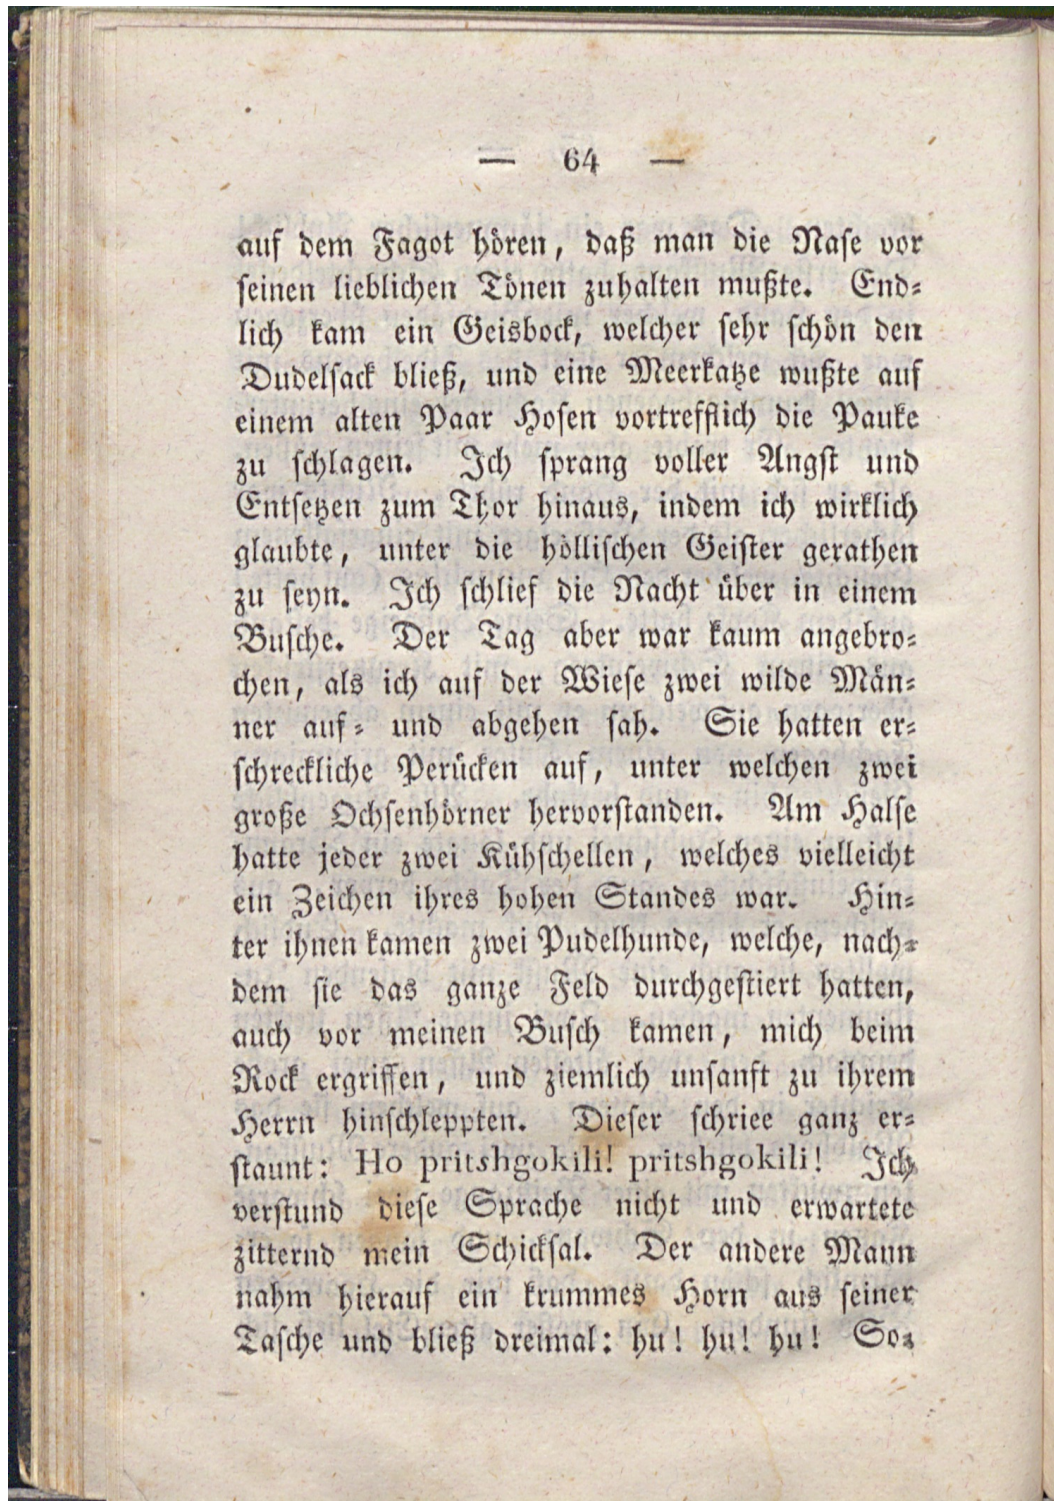 — 64 —
auf dem Fagot hören, daß man die Nase vor
seinen lieblichen Tönen zuhalten mußte. End-
lich kam ein Geisbock, welcher sehr schön den
Dudelsack bließ, und eine Meerkatze wußte auf
einem alten Paar Hosen vortrefflich die Pauke
zu schlagen. Ich sprang voller Angst und
Entsetzen zum Thor hinaus, indem ich wirklich
glaubte, unter die höllischen Geister gerathen
zu seyn. Ich schlief die Nacht über in einem
Busche. Der Tag aber war kaum angebro-
chen, als ich auf der Wiese zwei wilde Män-
ner auf- und abgehen sah. Sie hatten er-
schreckliche Perücken auf, unter welchen zwei
große Ochsenhörner hervorstanden. Am Halse
hatte jeder zwei Kühschellen, welches vielleicht
ein Zeichen ihres hohen Standes war. Hin-
ter ihnen kamen zwei Pudelhunde, welche, nach-
dem sie das ganze Feld durchgestiert hatten,
auch vor meinen Busch kamen, mich beim
Rock ergriffen, und ziemlich unsanft zu ihrem
Herrn hinschleppten. Dieser schriee ganz er-
staunt: Ho pritshgokili! pritshgokili! Ich
verstund diese Sprache nicht und erwartete
zitternd mein Schicksal. Der andere Mann
nahm hierauf ein krummes Horn aus seiner
Tasche und bließ dreimal: hu! hu! hu! So-